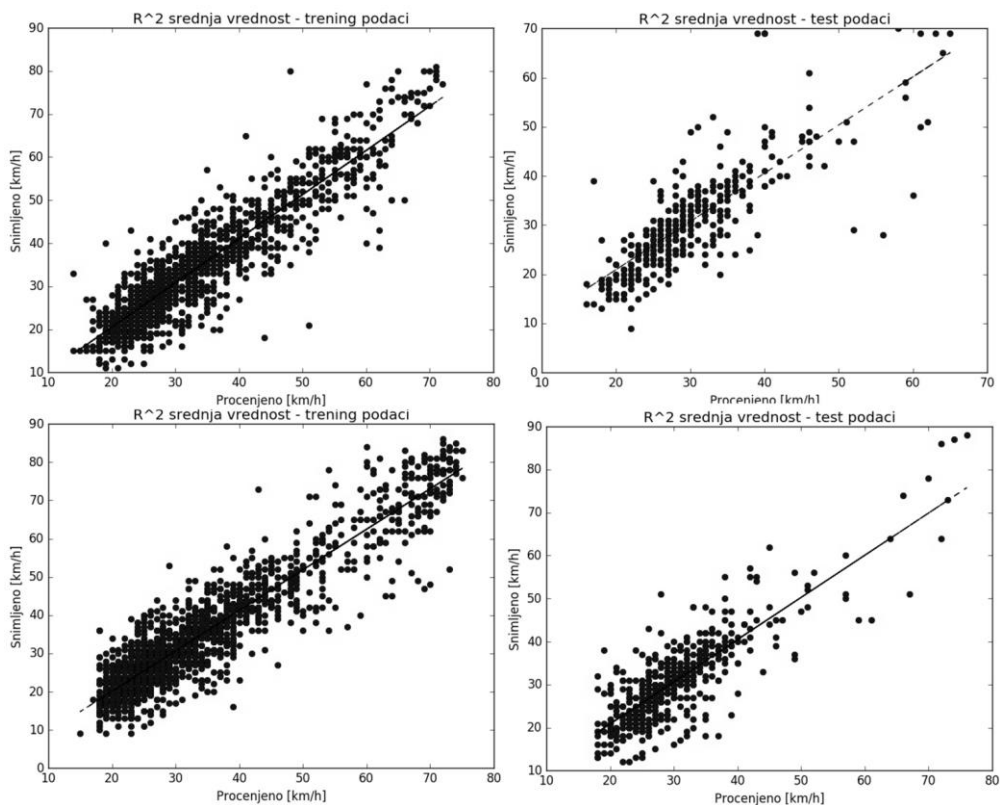 R^2 srednja vrednost - trening podaci
90
80
70
60
50
40
30
20
10
Snimljeno [km/h]
10 20 30 40 50 60 70 80
Procenjeno [km/h]
R^2 srednja vrednost - test podaci
70
60
50
40
30
20
10
0
Snimljeno [km/h]
10 20 30 40 50 60 70
Procenjeno [km/h]
R^2 srednja vrednost - trening podaci
90
80
70
60
50
40
30
20
10
0
Snimljeno [km/h]
10 20 30 40 50 60 70 80
Procenjeno [km/h]
R^2 srednja vrednost - test podaci
90
80
70
60
50
40
30
20
10
Snimljeno [km/h]
10 20 30 40 50 60 70 80
Procenjeno [km/h]